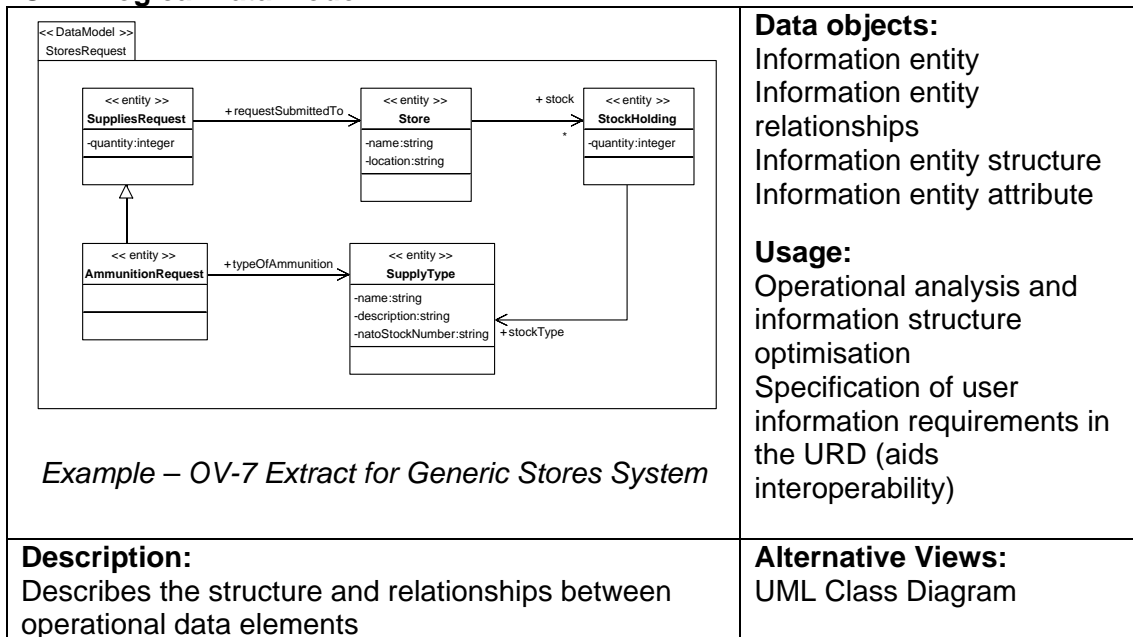 << DataModel >>
StoresRequest
<< entity >>
SuppliesRequest
-quantity:integer
+requestSubmittedTo
<< entity >>
Store
-name:string
-location:string
+ stock
*
<< entity >>
StockHolding
-quantity:integer
<< entity >>
AmmunitionRequest
+typeOfAmmunition
<< entity >>
SupplyType
-name:string
-description:string
-natoStockNumber:string
+stockType
Example – OV-7 Extract for Generic Stores System
Data objects:
Information entity
Information entity
relationships
Information entity structure
Information entity attribute
Usage:
Operational analysis and
information structure
optimisation
Specification of user
information requirements in
the URD (aids
interoperability)
Description:
Describes the structure and relationships between
operational data elements
Alternative Views:
UML Class Diagram